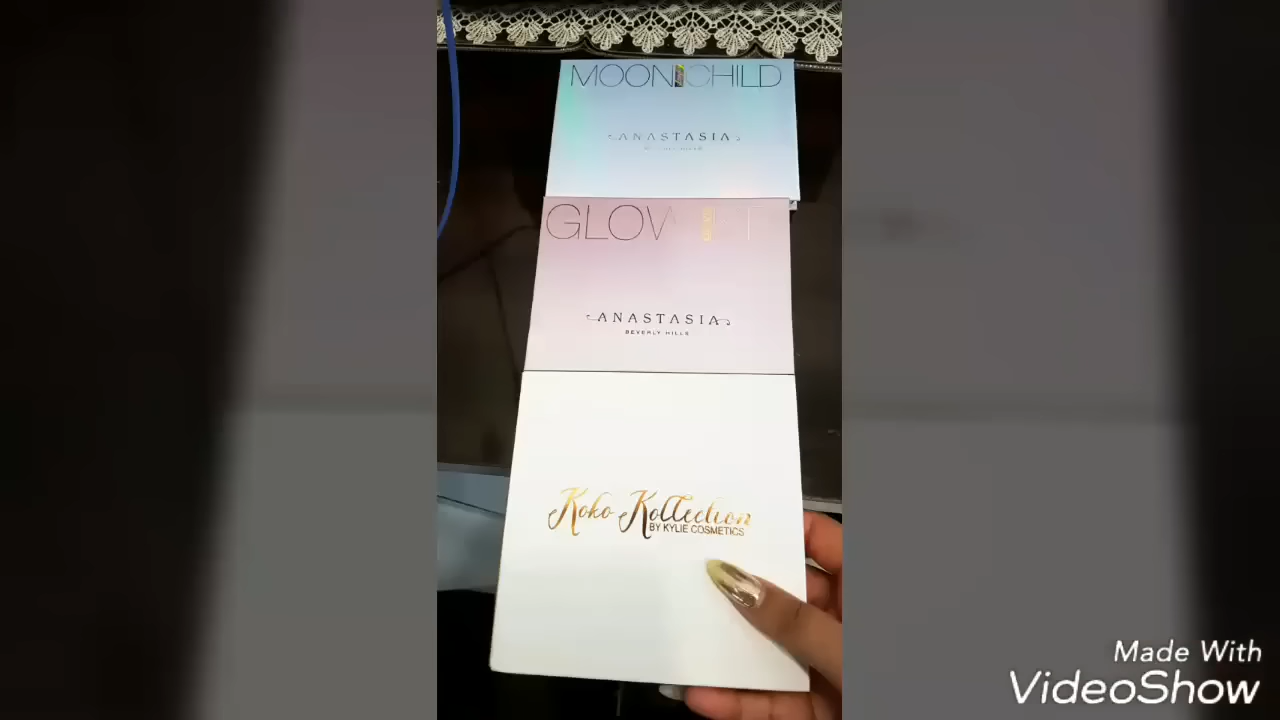 MOONCHILD
ANASTASIA
GLOW
ANASTASIA
BEVERLY HILLS
Koko Kollection
BY KYLIE COSMETICS
Made With
VideoShow